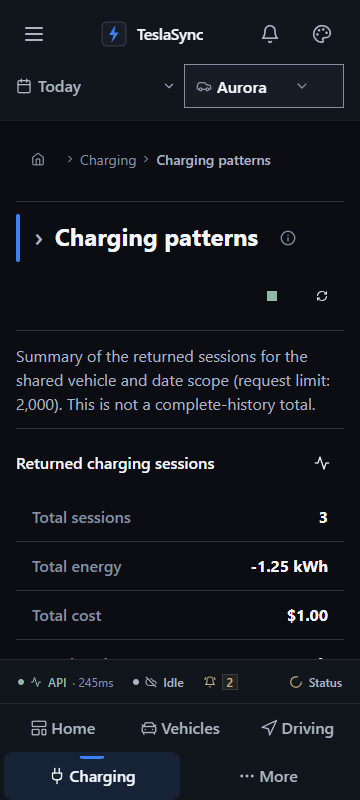 TeslaSync
Today
Aurora
Charging
Charging patterns
Charging patterns
Summary of the returned sessions for the
shared vehicle and date scope (request limit:
2,000). This is not a complete-history total.
Returned charging sessions
Total sessions 3
Total energy -1.25 kWh
Total cost $1.00
API · 245ms Idle 2 Status
Home Vehicles Driving
Charging More